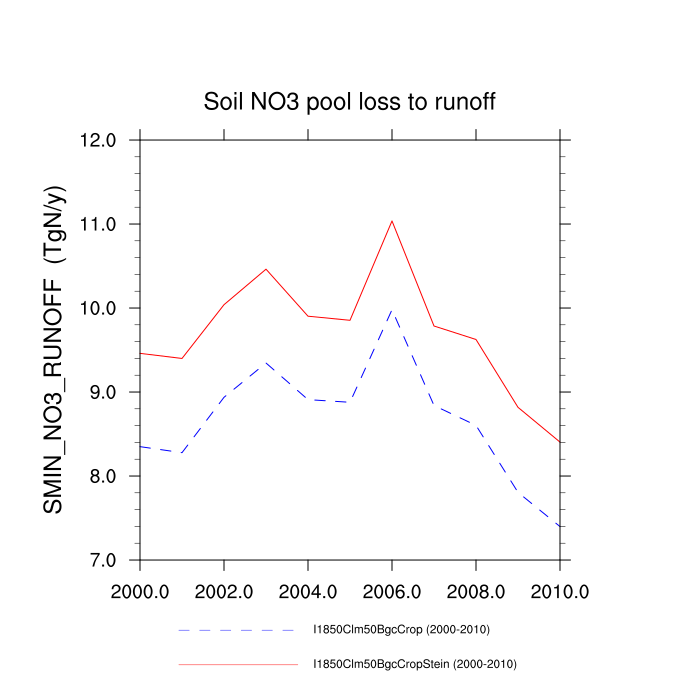 Soil NO3 pool loss to runoff
SMIN_NO3_RUNOFF (TgN/y)
12.0
11.0
10.0
9.0
8.0
7.0
2000.0 2002.0 2004.0 2006.0 2008.0 2010.0
I1850Clm50BgcCrop (2000-2010)
I1850Clm50BgcCropStein (2000-2010)